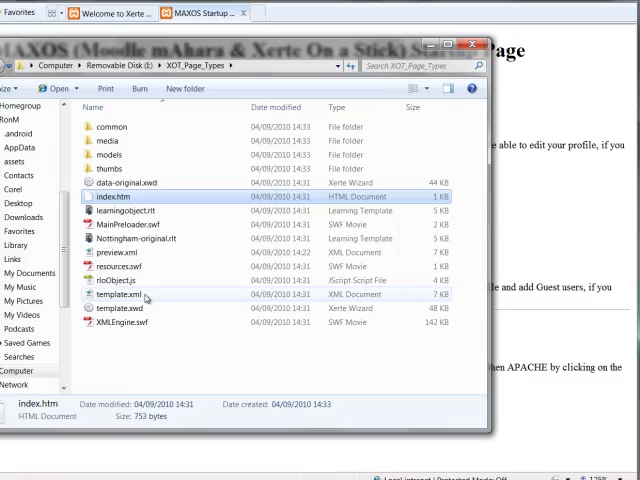 Favorites
Welcome to Xerte ...
MAXOS Startup ...
MAXOS (Moodle mAhara & Xerte On a Stick) Startup Page
Computer
Removable Disk (I:)
XOT_Page_Types
Search XOT_Page_Types
ize
Open
Print
Burn
New folder
Name
Date modified
Type
Size
Homegroup
RonM
.android
AppData
assets
Contacts
Corel
Desktop
Downloads
Favorites
Library
Links
My Documents
My Music
My Pictures
My Videos
Podcasts
Saved Games
Searches
Computer
Network
common 04/09/2010 14:33 File folder
media 04/09/2010 14:33 File folder
models 04/09/2010 14:33 File folder
thumbs 04/09/2010 14:33 File folder
data-original.xwd 04/09/2010 14:31 Xerte Wizard 44 KB
index.htm 04/09/2010 14:31 HTML Document 1 KB
learningobject.rlt 04/09/2010 14:31 Learning Template 5 KB
MainPreloader.swf 04/09/2010 14:31 SWF Movie 2 KB
Nottingham-original.rlt 04/09/2010 14:31 Learning Template 5 KB
preview.xml 04/09/2010 14:22 XML Document 7 KB
resources.swf 04/09/2010 14:31 SWF Movie 1 KB
rloObject.js 04/09/2010 14:31 JScript Script File 4 KB
template.xml 04/09/2010 14:31 XML Document 7 KB
template.xwd 04/09/2010 14:31 Xerte Wizard 48 KB
XMLEngine.swf 04/09/2010 14:31 SWF Movie 142 KB
e able to edit your profile, if you
le and add Guest users, if you
hen APACHE by clicking on the
index.htm Date modified: 04/09/2010 14:31 Date created: 04/09/2010 14:33
HTML Document Size: 753 bytes
Local intranet | Protected Mode: Off
125%